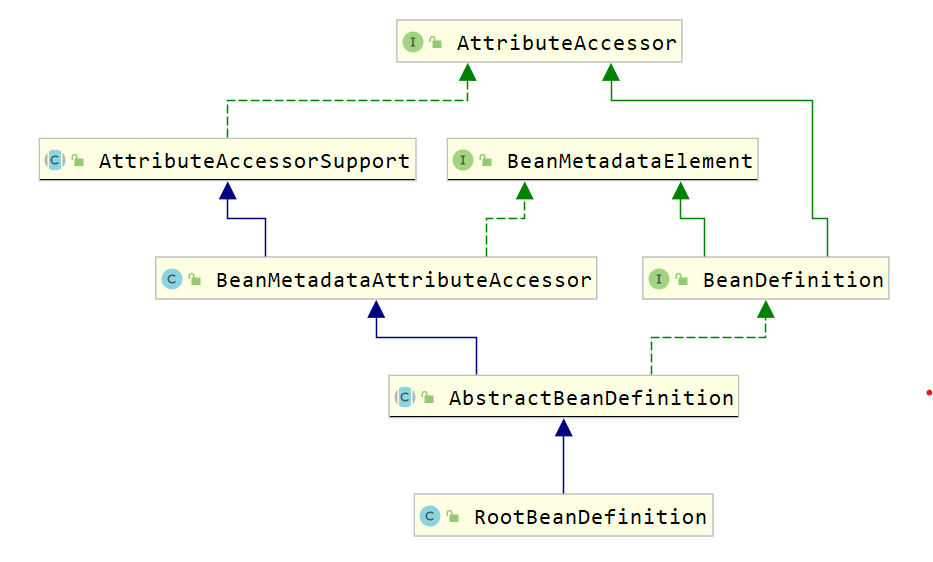 I AttributeAccessor
C AttributeAccessorSupport
I BeanMetadataElement
C BeanMetadataAttributeAccessor
I BeanDefinition
C AbstractBeanDefinition
C RootBeanDefinition